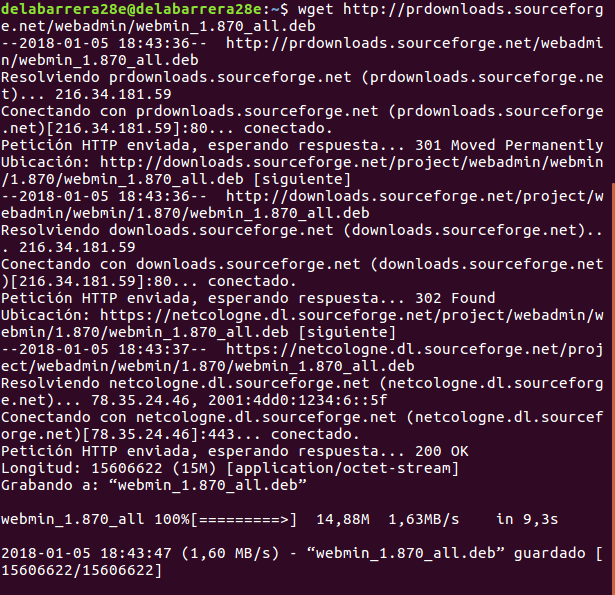 delabarrera28e@delabarrera28e:~$ wget http://prdownloads.sourceforg
e.net/webadmin/webmin_1.870_all.deb
--2018-01-05 18:43:36--  http://prdownloads.sourceforge.net/webadmi
n/webmin_1.870_all.deb
Resolviendo prdownloads.sourceforge.net (prdownloads.sourceforge.ne
t)... 216.34.181.59
Conectando con prdownloads.sourceforge.net (prdownloads.sourceforge
.net)[216.34.181.59]:80... conectado.
Petición HTTP enviada, esperando respuesta... 301 Moved Permanently
Ubicación: http://downloads.sourceforge.net/project/webadmin/webmin
/1.870/webmin_1.870_all.deb [siguiente]
--2018-01-05 18:43:36--  http://downloads.sourceforge.net/project/w
ebadmin/webmin/1.870/webmin_1.870_all.deb
Resolviendo downloads.sourceforge.net (downloads.sourceforge.net)..
. 216.34.181.59
Conectando con downloads.sourceforge.net (downloads.sourceforge.net
)[216.34.181.59]:80... conectado.
Petición HTTP enviada, esperando respuesta... 302 Found
Ubicación: https://netcologne.dl.sourceforge.net/project/webadmin/w
ebmin/1.870/webmin_1.870_all.deb [siguiente]
--2018-01-05 18:43:37--  https://netcologne.dl.sourceforge.net/proj
ect/webadmin/webmin/1.870/webmin_1.870_all.deb
Resolviendo netcologne.dl.sourceforge.net (netcologne.dl.sourceforg
e.net)... 78.35.24.46, 2001:4dd0:1234:6::5f
Conectando con netcologne.dl.sourceforge.net (netcologne.dl.sourcef
orge.net)[78.35.24.46]:443... conectado.
Petición HTTP enviada, esperando respuesta... 200 OK
Longitud: 15606622 (15M) [application/octet-stream]
Grabando a: “webmin_1.870_all.deb”

webmin_1.870_all 100%[=========>]  14,88M  1,63MB/s    in 9,3s

2018-01-05 18:43:47 (1,60 MB/s) - “webmin_1.870_all.deb” guardado [
15606622/15606622]